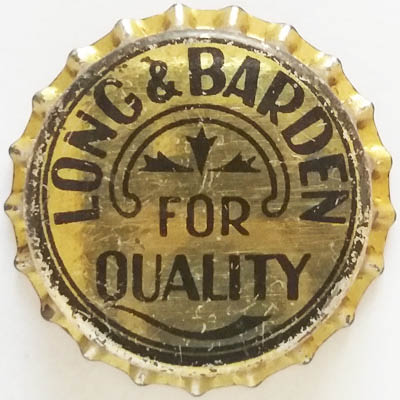 LONG & BARDEN
FOR
QUALITY